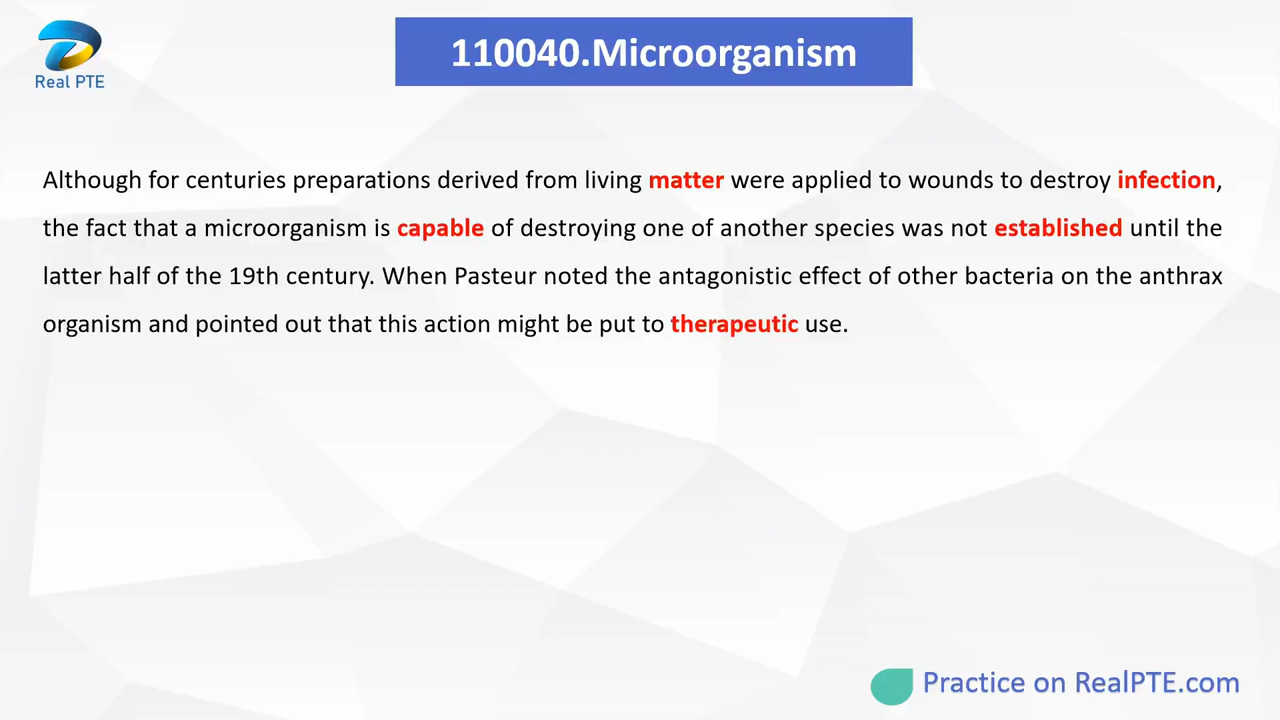 Real PTE
110040.Microorganism
Although for centuries preparations derived from living matter were applied to wounds to destroy infection,
the fact that a microorganism is capable of destroying one of another species was not established until the
latter half of the 19th century. When Pasteur noted the antagonistic effect of other bacteria on the anthrax
organism and pointed out that this action might be put to therapeutic use.
Practice on RealPTE.com